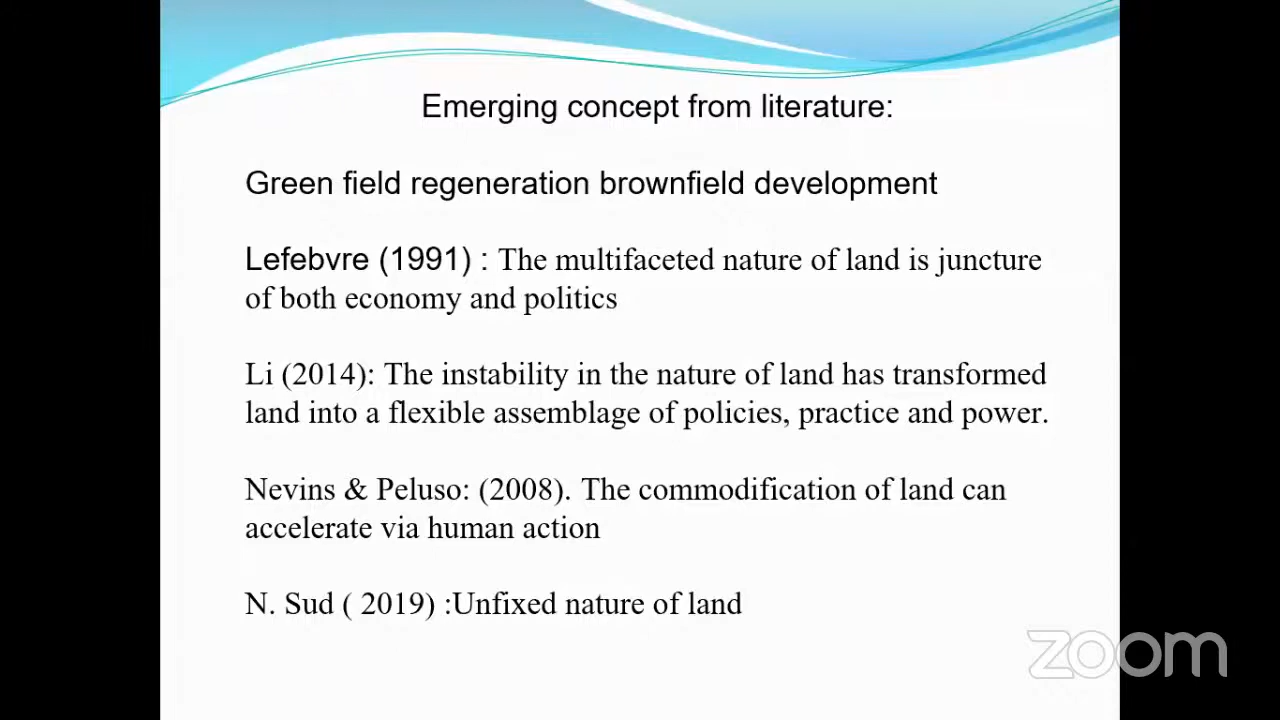 Emerging concept from literature:
Green field regeneration brownfield development
Lefebvre (1991) : The multifaceted nature of land is juncture
of both economy and politics
Li (2014): The instability in the nature of land has transformed
land into a flexible assemblage of policies, practice and power.
Nevins & Peluso: (2008). The commodification of land can
accelerate via human action
N. Sud ( 2019) :Unfixed nature of land
zoom